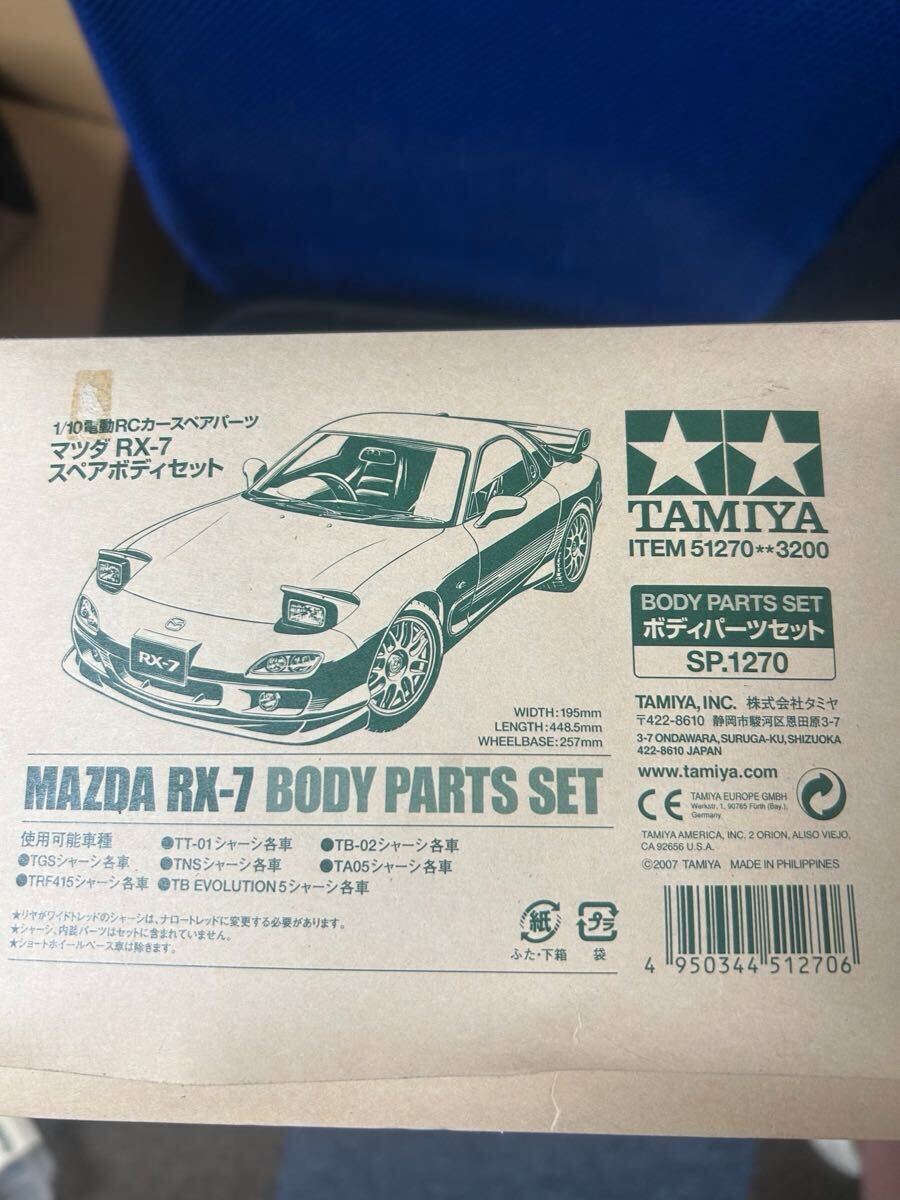 1/10電動RCカースペアパーツ
マツダ RX-7
スペアボディセット
RX-7
WIDTH:195mm
LENGTH:448.5mm
WHEELBASE:257mm
MAZDA RX-7 BODY PARTS SET
使用可能車種
●TT-01シャーシ各車
●TB-02シャーシ各車
●TGSシャーシ各車
●TNSシャーシ各車
●TA05シャーシ各車
●TRF415シャーシ各車
●TB EVOLUTION5シャーシ各車
★リヤがワイドトレッドのシャーシは、ナロートレッドに変更する必要があります。
★シャーシ、内装パーツはセットに含まれていません。
★ショートホイールベース車は除きます。
紙
ふた・下箱
プラ
袋
TAMIYA
ITEM 51270**3200
BODY PARTS SET
ボディパーツセット
SP.1270
TAMIYA, INC. 株式会社タミヤ
〒422-8610 静岡市駿河区恩田原3-7
3-7 ONDAWARA, SURUGA-KU, SHIZUOKA
422-8610 JAPAN
www.tamiya.com
CE
TAMIYA EUROPE GMBH
Werkstr. 1, 90765 Fürth (Bay.),
Germany
TAMIYA AMERICA, INC. 2 ORION, ALISO VIEJO,
CA 92656 U.S.A.
©2007 TAMIYA MADE IN PHILIPPINES
4 950344 512706